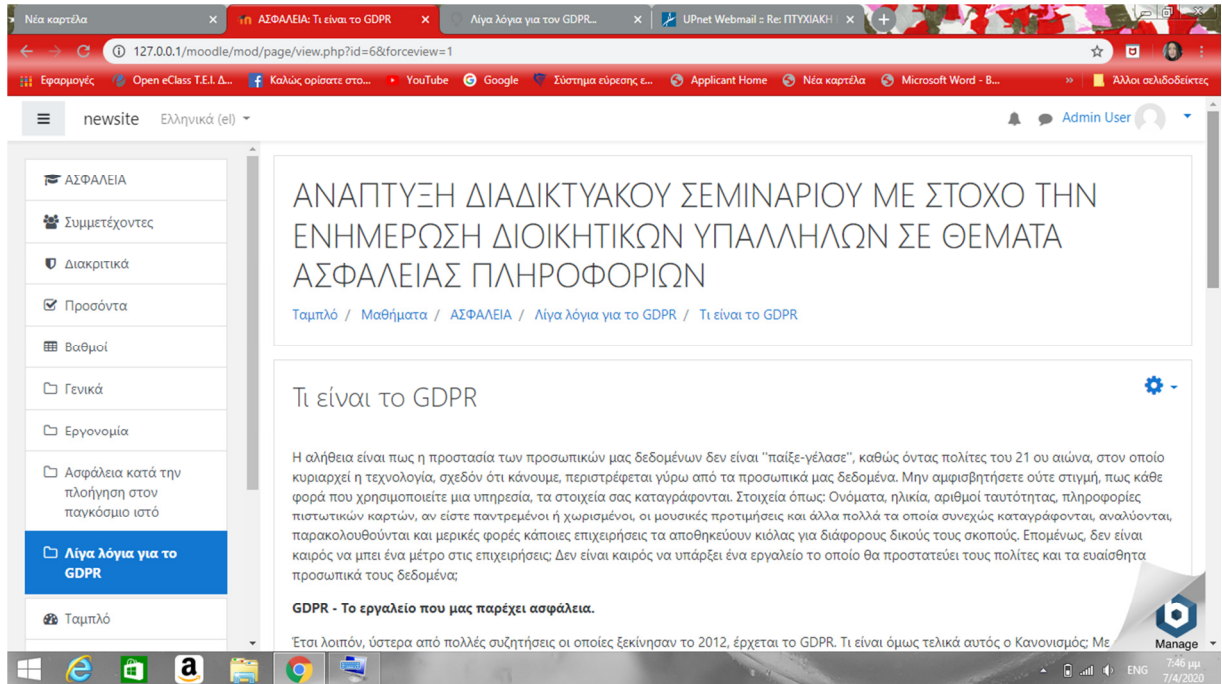 Νέα καρτέλα
ΑΣΦΑΛΕΙΑ: Τι είναι το GDPR
Λίγα λόγια για τον GDPR...
UPnet Webmail :: Re: ΠΤΥΧΙΑΚΗ
127.0.0.1/moodle/mod/page/view.php?id=6&forceview=1
Εφαρμογές
Open eClass Τ.Ε.Ι. Δ...
Καλώς ορίσατε στο...
YouTube
Google
Σύστημα εύρεσης ε...
Applicant Home
Νέα καρτέλα
Microsoft Word - B...
»
Άλλοι σελιδοδείκτες
newsite
Ελληνικά (el)
Admin User
ΑΣΦΑΛΕΙΑ
Συμμετέχοντες
Διακριτικά
Προσόντα
Βαθμοί
Γενικά
Εργονομία
Ασφάλεια κατά την
πλοήγηση στον
παγκόσμιο ιστό
Λίγα λόγια για το
GDPR
Ταμπλό
ΑΝΑΠΤΥΞΗ ΔΙΑΔΙΚΤΥΑΚΟΥ ΣΕΜΙΝΑΡΙΟΥ ΜΕ ΣΤΟΧΟ ΤΗΝ
ΕΝΗΜΕΡΩΣΗ ΔΙΟΙΚΗΤΙΚΩΝ ΥΠΑΛΛΗΛΩΝ ΣΕ ΘΕΜΑΤΑ
ΑΣΦΑΛΕΙΑΣ ΠΛΗΡΟΦΟΡΙΩΝ
Ταμπλό / Μαθήματα / ΑΣΦΑΛΕΙΑ / Λίγα λόγια για το GDPR / Τι είναι το GDPR
Τι είναι το GDPR
Η αλήθεια είναι πως η προστασία των προσωπικών μας δεδομένων δεν είναι "παίξε-γέλασε", καθώς όντας πολίτες του 21 ου αιώνα, στον οποίο
κυριαρχεί η τεχνολογία, σχεδόν ότι κάνουμε, περιστρέφεται γύρω από τα προσωπικά μας δεδομένα. Μην αμφισβητήσετε ούτε στιγμή, πως κάθε
φορά που χρησιμοποιείτε μια υπηρεσία, τα στοιχεία σας καταγράφονται. Στοιχεία όπως: Ονόματα, ηλικία, αριθμοί ταυτότητας, πληροφορίες
πιστωτικών καρτών, αν είστε παντρεμένοι ή χωρισμένοι, οι μουσικές προτιμήσεις και άλλα πολλά τα οποία συνεχώς καταγράφονται, αναλύονται,
παρακολουθούνται και μερικές φορές κάποιες επιχειρήσεις τα αποθηκεύουν κιόλας για διάφορους δικούς τους σκοπούς. Επομένως, δεν είναι
καιρός να μπει ένα μέτρο στις επιχειρήσεις; Δεν είναι καιρός να υπάρξει ένα εργαλείο το οποίο θα προστατεύει τους πολίτες και τα ευαίσθητα
προσωπικά τους δεδομένα;
GDPR - Το εργαλείο που μας παρέχει ασφάλεια.
Έτσι λοιπόν, ύστερα από πολλές συζητήσεις οι οποίες ξεκίνησαν το 2012, έρχεται το GDPR. Τι είναι όμως τελικά αυτός ο Κανονισμός; Με
Manage
ENG
7:46 μμ
7/4/2020